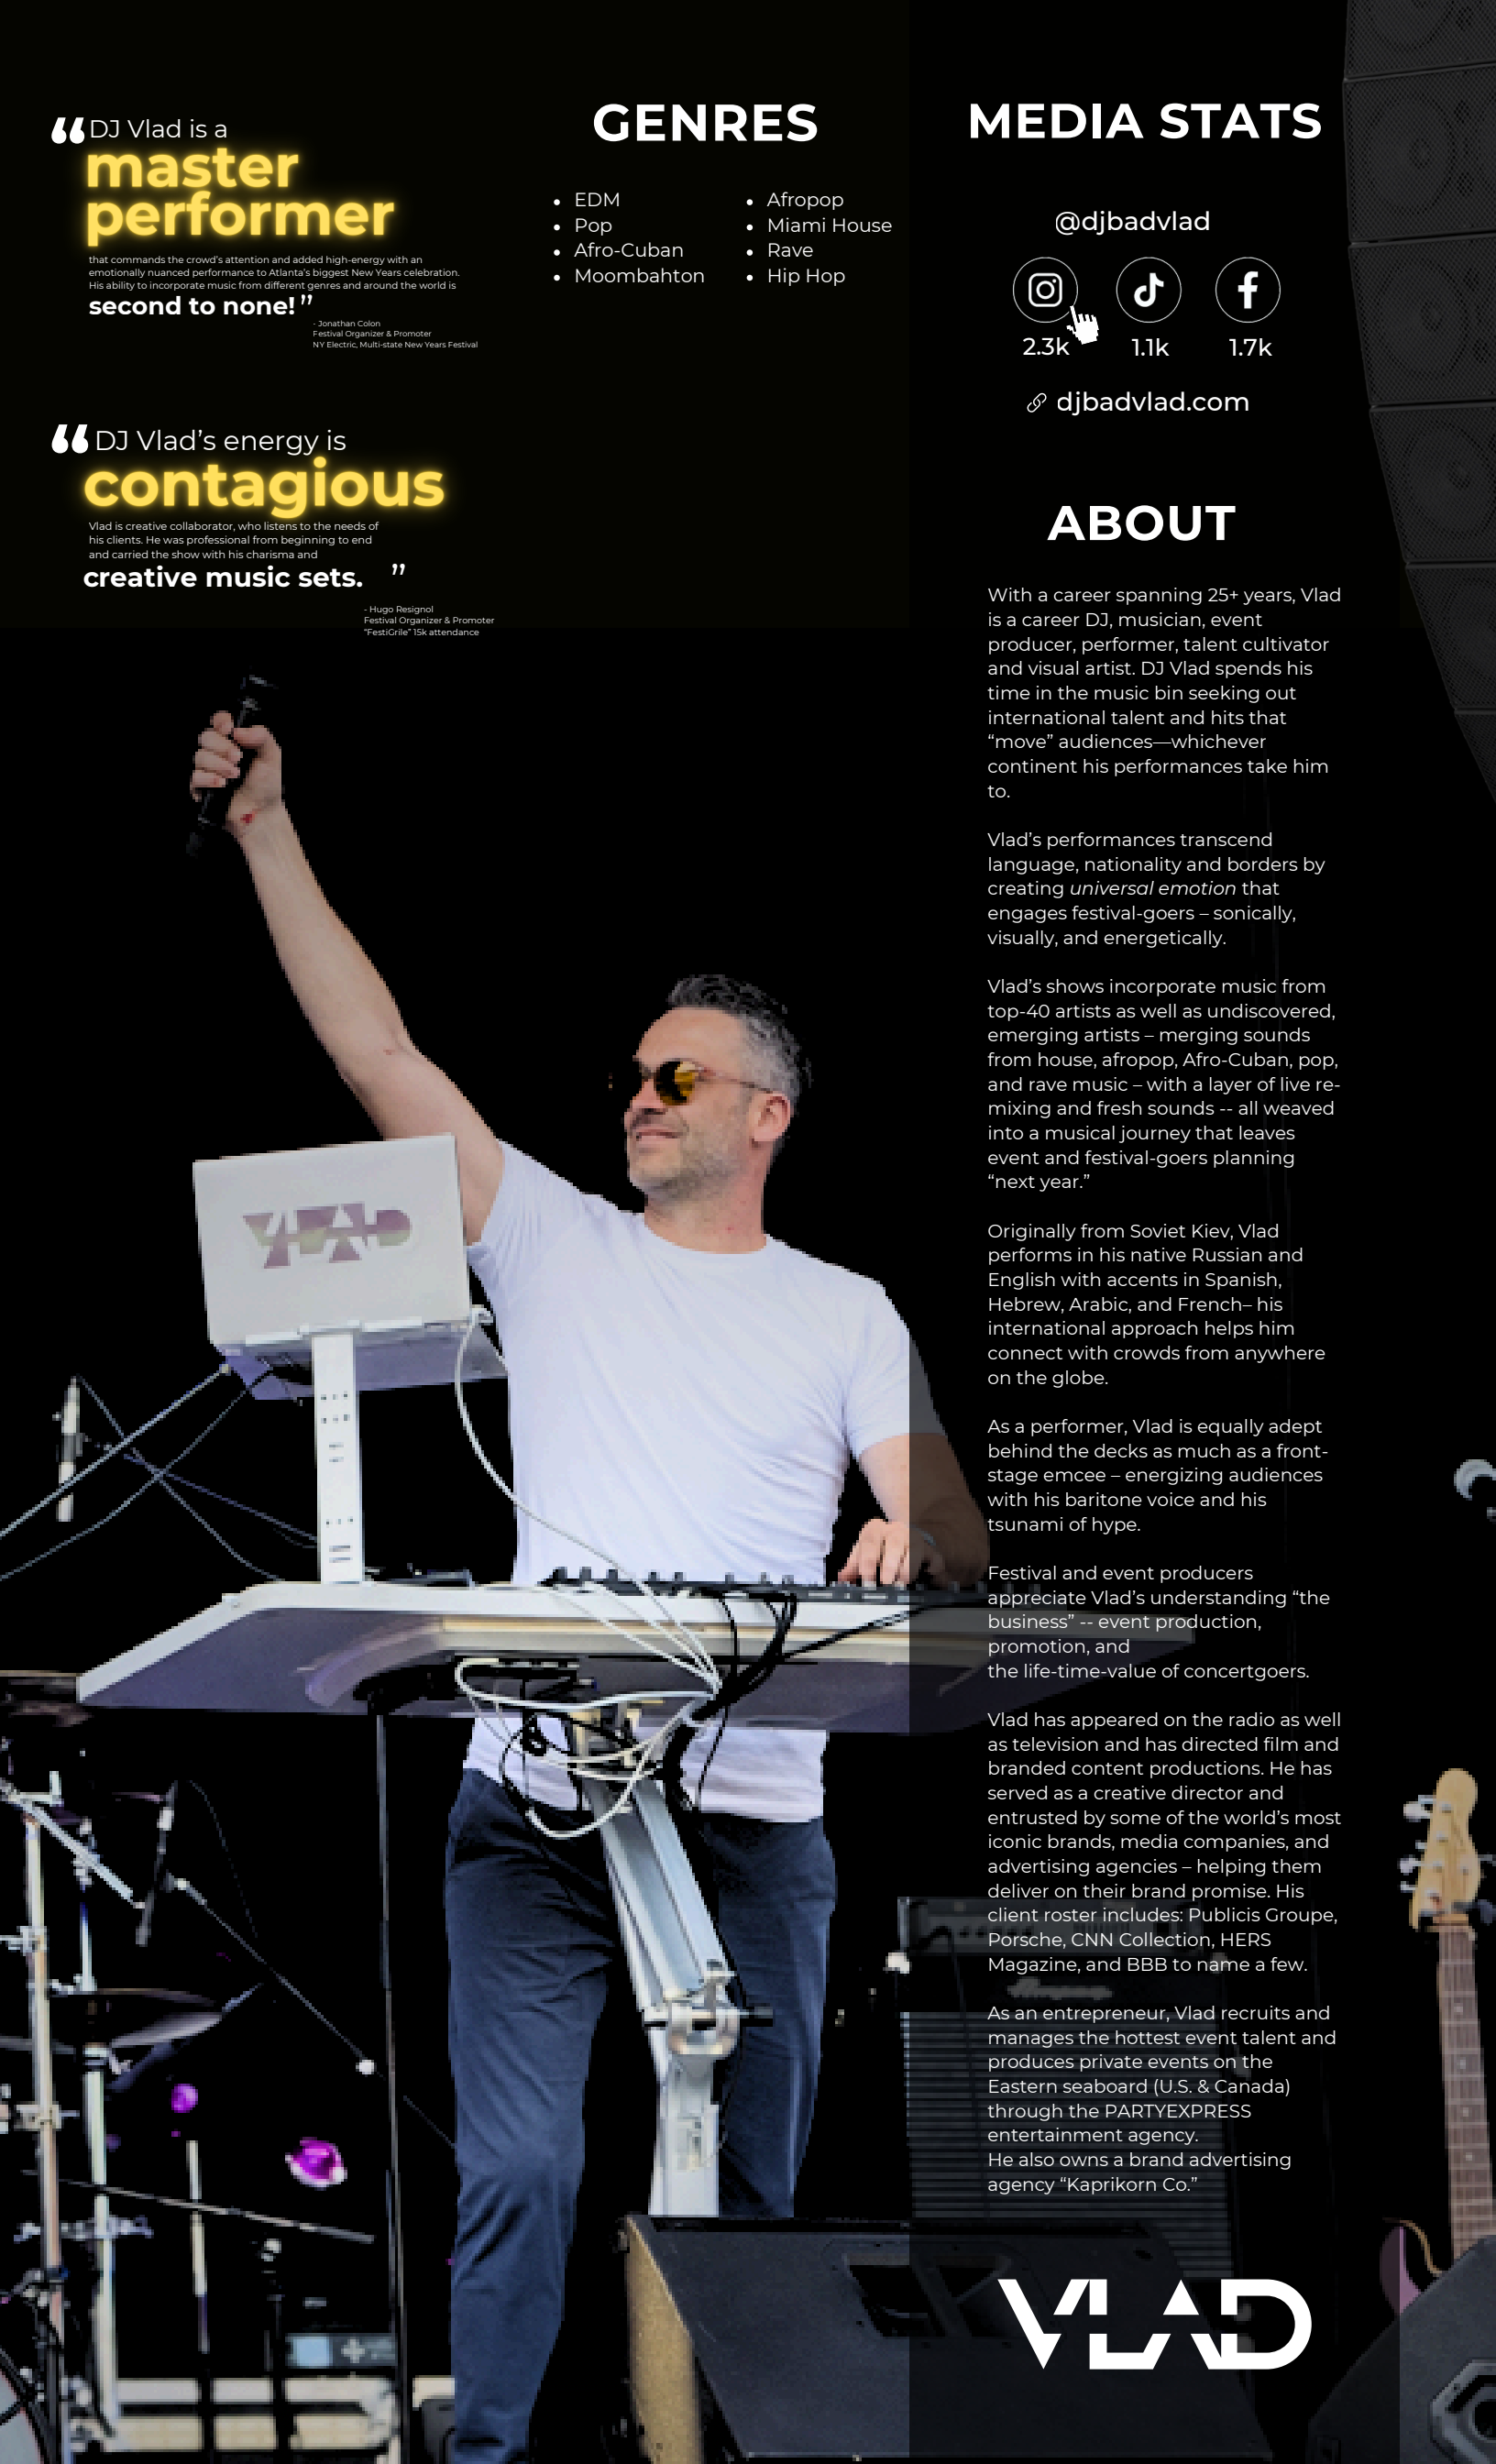 “DJ Vlad is a
master
performer
that commands the crowd’s attention and added high-energy with an
emotionally nuanced performance to Atlanta’s biggest New Years celebration.
His ability to incorporate music from different genres and around the world is
second to none!”
- Jonathan Colon
Festival Organizer & Promoter
NY Electric, Multi-state New Years Festival
“DJ Vlad’s energy is
contagious
Vlad is creative collaborator, who listens to the needs of
his clients. He was professional from beginning to end
and carried the show with his charisma and
creative music sets. ”
- Hugo Resignol
Festival Organizer & Promoter
“FestiGrile” 15k attendance
GENRES
• EDM
• Pop
• Afro-Cuban
• Moombahton
• Afropop
• Miami House
• Rave
• Hip Hop
MEDIA STATS
@djbadvlad
2.3k 1.1k 1.7k
djbadvlad.com
ABOUT
With a career spanning 25+ years, Vlad
is a career DJ, musician, event
producer, performer, talent cultivator
and visual artist. DJ Vlad spends his
time in the music bin seeking out
international talent and hits that
“move” audiences—whichever
continent his performances take him
to.
Vlad’s performances transcend
language, nationality and borders by
creating universal emotion that
engages festival-goers – sonically,
visually, and energetically.
Vlad’s shows incorporate music from
top-40 artists as well as undiscovered,
emerging artists – merging sounds
from house, afropop, Afro-Cuban, pop,
and rave music – with a layer of live re-
mixing and fresh sounds -- all weaved
into a musical journey that leaves
event and festival-goers planning
“next year.”
Originally from Soviet Kiev, Vlad
performs in his native Russian and
English with accents in Spanish,
Hebrew, Arabic, and French– his
international approach helps him
connect with crowds from anywhere
on the globe.
As a performer, Vlad is equally adept
behind the decks as much as a front-
stage emcee – energizing audiences
with his baritone voice and his
tsunami of hype.
Festival and event producers
appreciate Vlad’s understanding “the
business” -- event production,
promotion, and
the life-time-value of concertgoers.
Vlad has appeared on the radio as well
as television and has directed film and
branded content productions. He has
served as a creative director and
entrusted by some of the world’s most
iconic brands, media companies, and
advertising agencies – helping them
deliver on their brand promise. His
client roster includes: Publicis Groupe,
Porsche, CNN Collection, HERS
Magazine, and BBB to name a few.
As an entrepreneur, Vlad recruits and
manages the hottest event talent and
produces private events on the
Eastern seaboard (U.S. & Canada)
through the PARTYEXPRESS
entertainment agency.
He also owns a brand advertising
agency “Kaprikorn Co.”
VLAD
VLAD